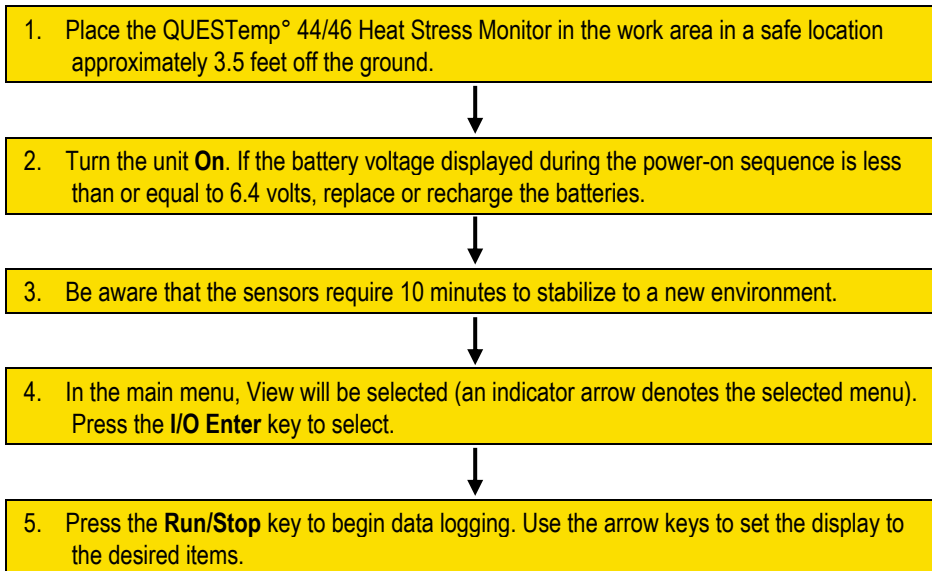 1. Place the QUESTemp° 44/46 Heat Stress Monitor in the work area in a safe location
approximately 3.5 feet off the ground.
2. Turn the unit On. If the battery voltage displayed during the power-on sequence is less
than or equal to 6.4 volts, replace or recharge the batteries.
3. Be aware that the sensors require 10 minutes to stabilize to a new environment.
4. In the main menu, View will be selected (an indicator arrow denotes the selected menu).
Press the I/O Enter key to select.
5. Press the Run/Stop key to begin data logging. Use the arrow keys to set the display to
the desired items.